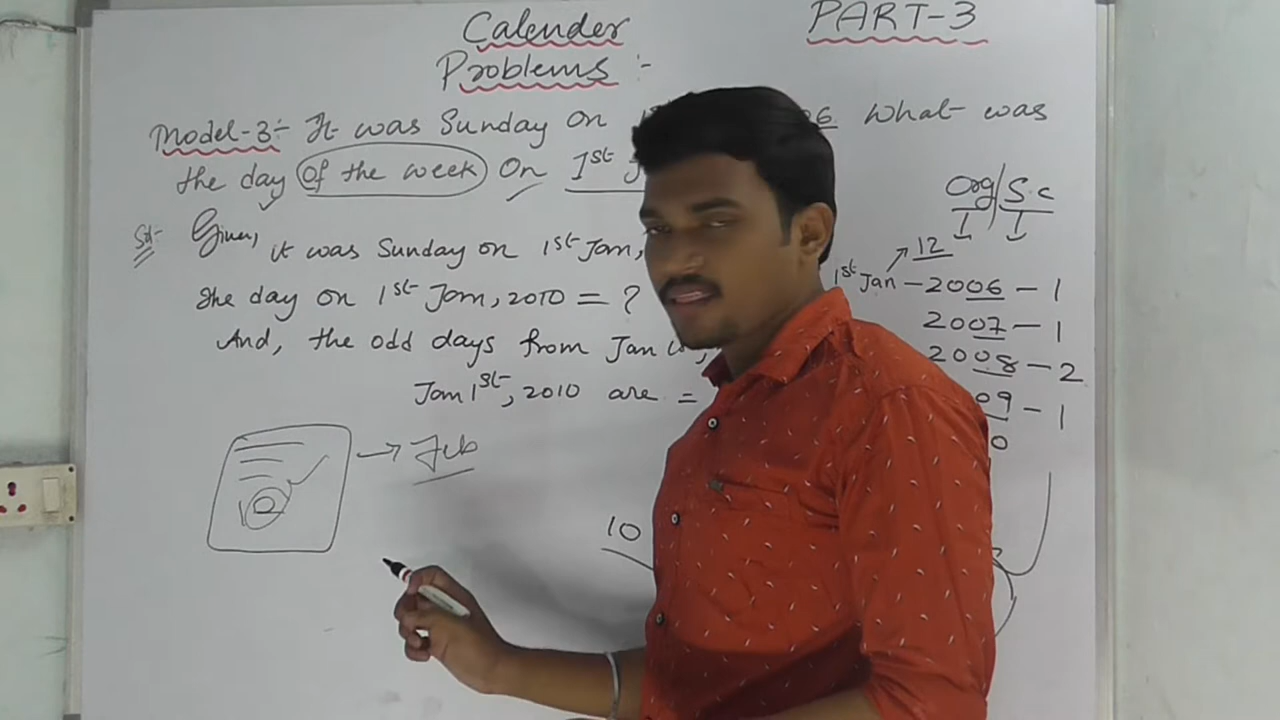 Calender
PART-3
Problems :-
Model-3:- It was Sunday on 06 What was
the day of the week On 1st
Org/S.C
Sol:- Given, it was Sunday on 1st Jan,
12
1st Jan - 2006 - 1
the day on 1st Jan, 2010 = ?
2007 - 1
And, the odd days from Jan
2008 - 2
Jan 1st, 2010 are =
09 - 1
0
→ Feb
10